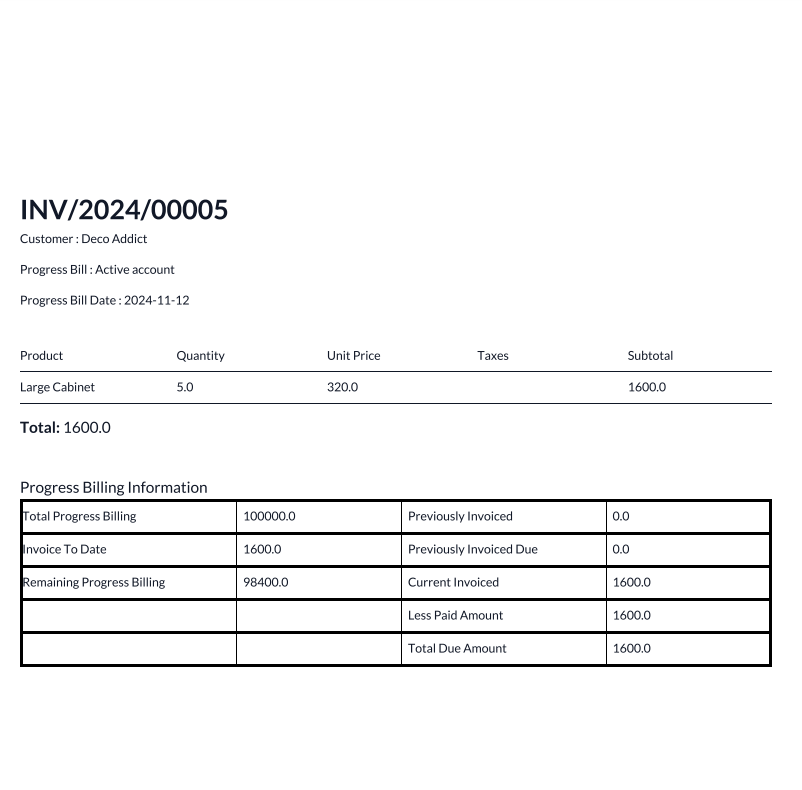 INV/2024/00005
Customer : Deco Addict
Progress Bill : Active account
Progress Bill Date : 2024-11-12
Product Quantity Unit Price Taxes Subtotal
Large Cabinet 5.0 320.0 1600.0
Total: 1600.0
Progress Billing Information
Total Progress Billing 100000.0 Previously Invoiced 0.0
Invoice To Date 1600.0 Previously Invoiced Due 0.0
Remaining Progress Billing 98400.0 Current Invoiced 1600.0
Less Paid Amount 1600.0
Total Due Amount 1600.0